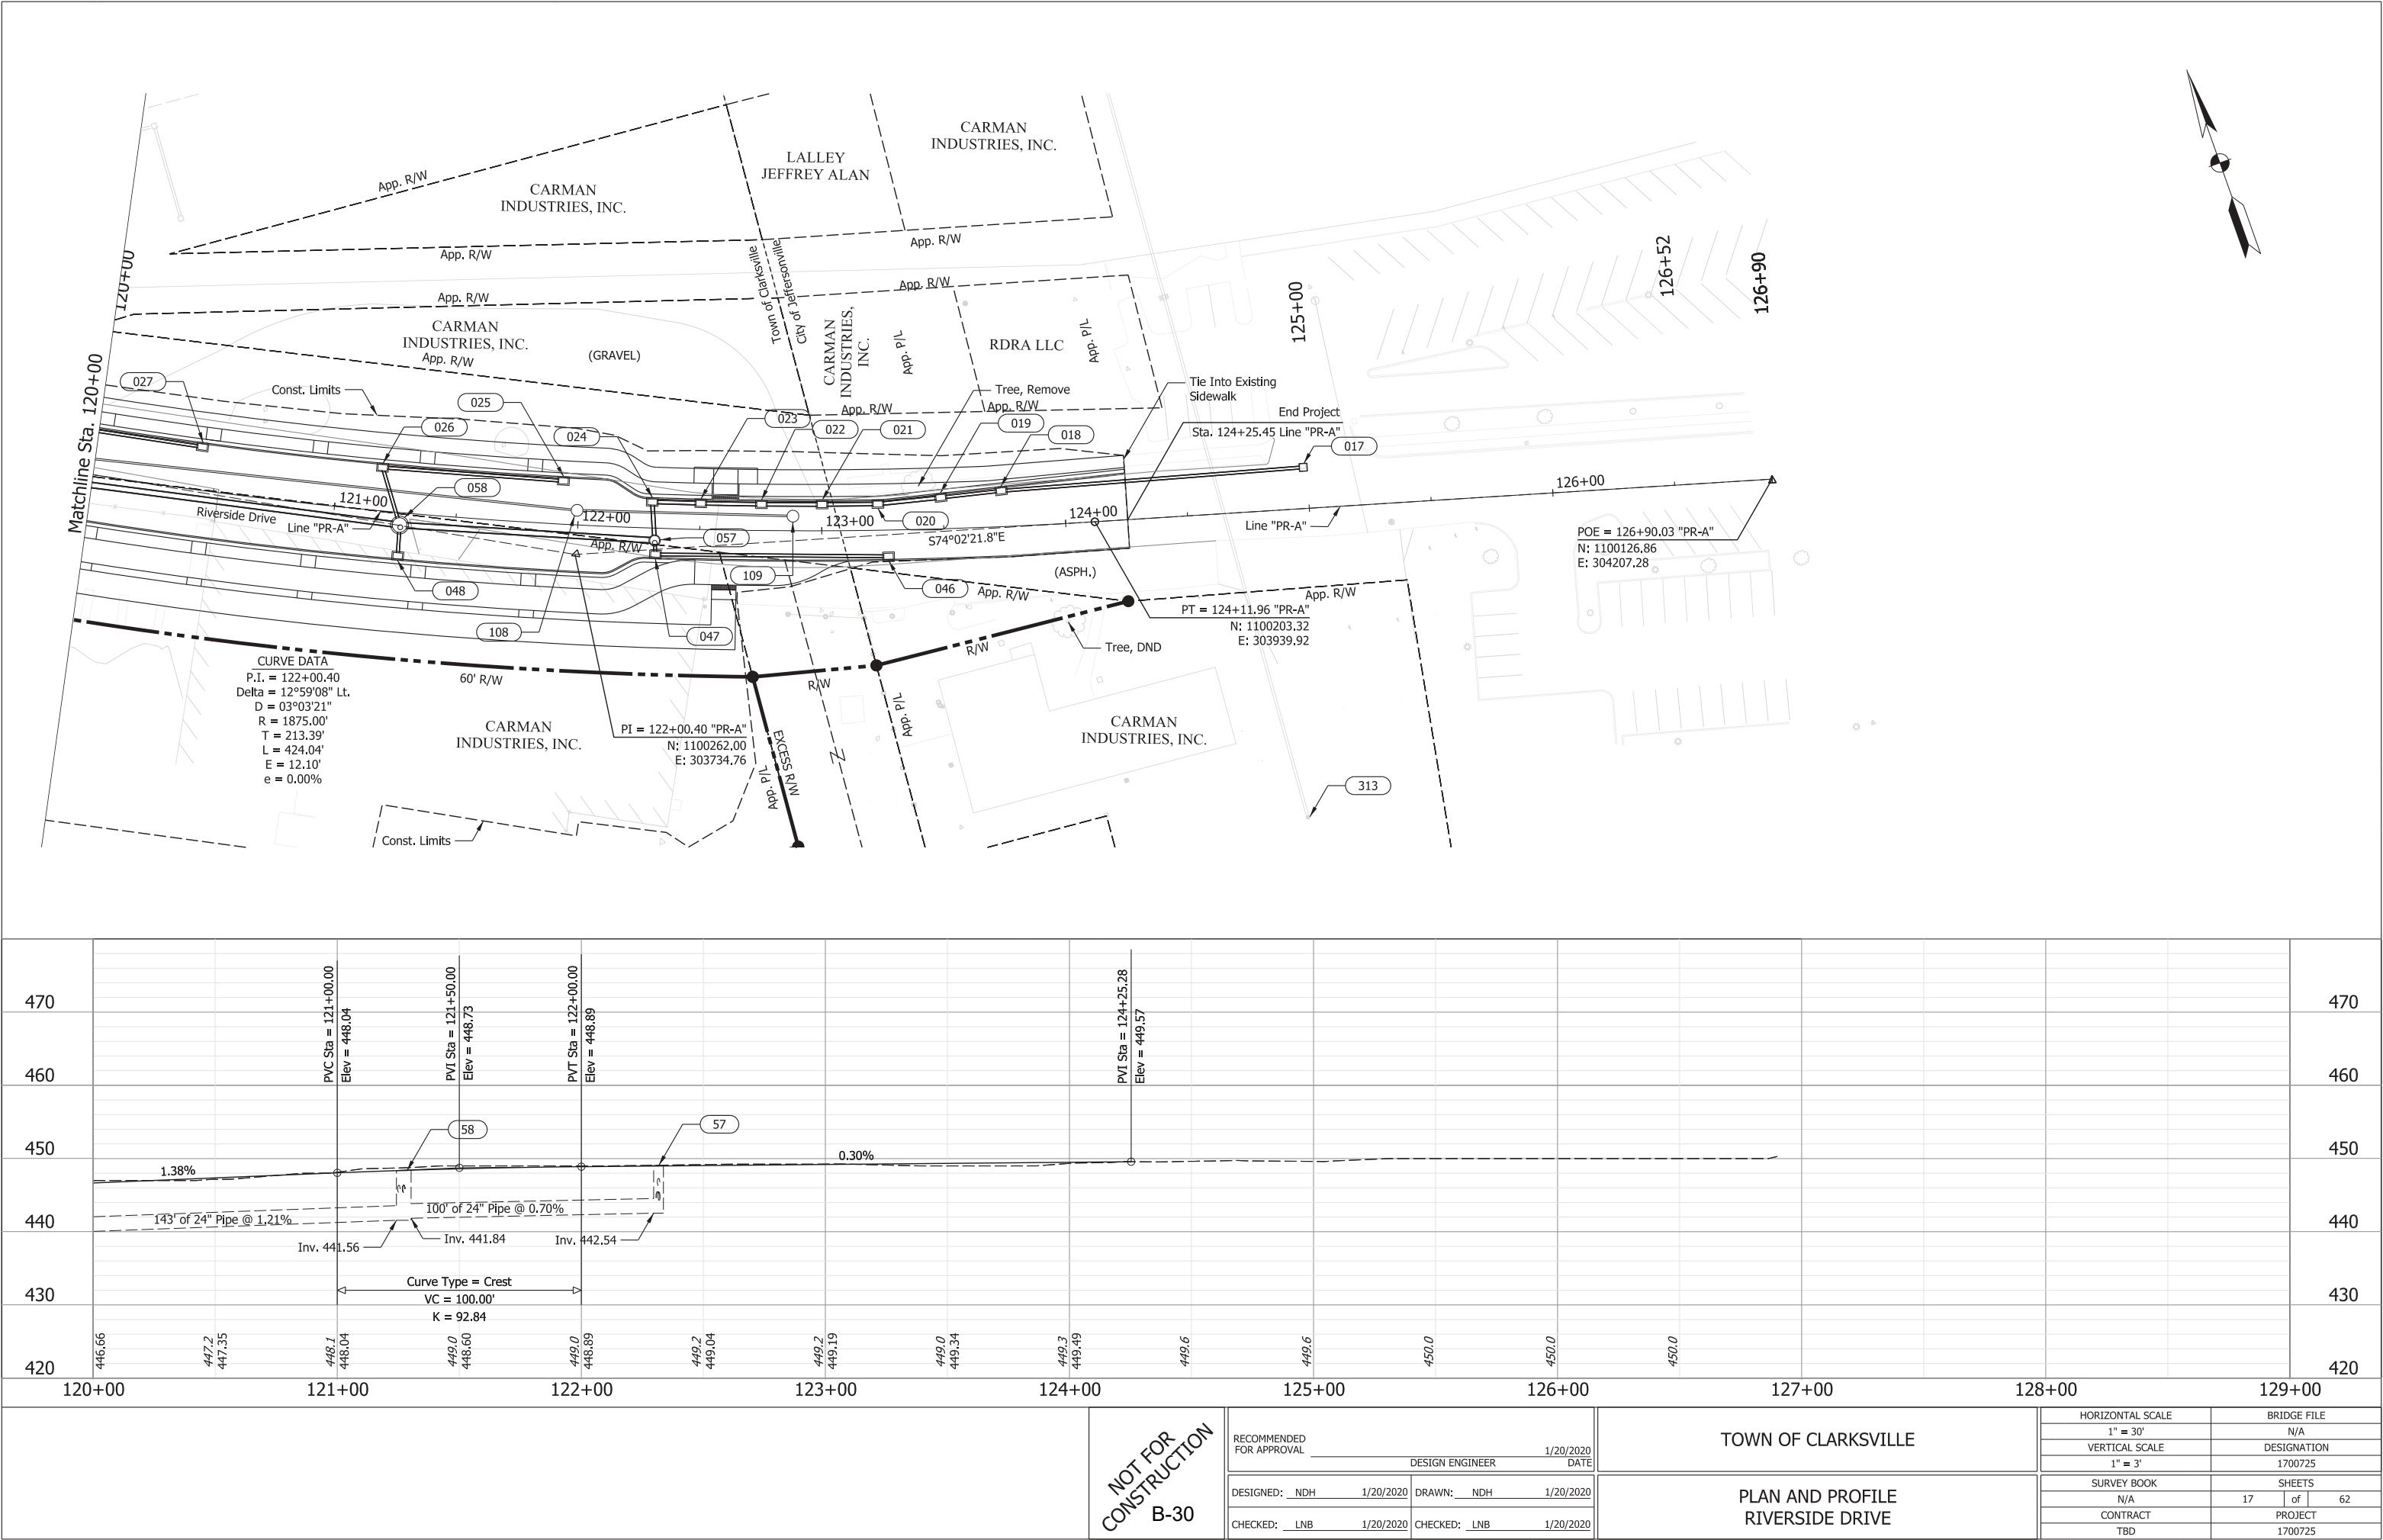 CARMAN
INDUSTRIES, INC.
LALLEY
JEFFREY ALAN
CARMAN
INDUSTRIES, INC.
App. R/W
App. R/W
App. R/W
Town of Clarksville
City of Jeffersonville
120+00
App. R/W
App. R/W
125+00
126+52
126+90
CARMAN
INDUSTRIES, INC.
App. R/W
(GRAVEL)
CARMAN
INDUSTRIES,
INC.
App. P/L
RDRA LLC
App. P/L
Matchline Sta. 120+00
027
Const. Limits
025
026
024
023
022
021
App. R/W
App. R/W
Tree, Remove
019
018
Tie Into Existing
Sidewalk
End Project
Sta. 124+25.45 Line "PR-A"
017
058
121+00
Riverside Drive
Line "PR-A"
122+00
App. R/W
057
123+00
020
124+00
S74°02'21.8"E
Line "PR-A"
126+00
POE = 126+90.03 "PR-A"
N: 1100126.86
E: 304207.28
109
(ASPH.)
048
046
App. R/W
App. R/W
108
047
PT = 124+11.96 "PR-A"
N: 1100203.32
E: 303939.92
Tree, DND
R/W
R/W
60' R/W
CURVE DATA
P.I. = 122+00.40
Delta = 12°59'08" Lt.
D = 03°03'21"
R = 1875.00'
T = 213.39'
L = 424.04'
E = 12.10'
e = 0.00%
CARMAN
INDUSTRIES, INC.
PI = 122+00.40 "PR-A"
N: 1100262.00
E: 303734.76
App. P/L
EXCESS R/W
App. P/L
CARMAN
INDUSTRIES, INC.
313
Const. Limits
470
470
460
460
450
450
440
440
430
430
420
420
PVC Sta = 121+00.00
Elev = 448.04
PVI Sta = 121+50.00
Elev = 448.73
PVT Sta = 122+00.00
Elev = 448.89
PVI Sta = 124+25.28
Elev = 449.57
58
57
1.38%
0.30%
143' of 24" Pipe @ 1.21%
100' of 24" Pipe @ 0.70%
Inv. 441.56
Inv. 441.84
Inv. 442.54
Curve Type = Crest
VC = 100.00'
K = 92.84
446.66
447.2
447.35
448.1
448.04
449.0
448.60
449.0
448.89
449.2
449.04
449.2
449.19
449.0
449.34
449.3
449.49
449.6
449.6
450.0
450.0
450.0
120+00
121+00
122+00
123+00
124+00
125+00
126+00
127+00
128+00
129+00
NOT FOR
CONSTRUCTION
B-30
RECOMMENDED
FOR APPROVAL
1/20/2020
DESIGN ENGINEER
DATE
DESIGNED: NDH 1/20/2020
DRAWN: NDH 1/20/2020
CHECKED: LNB 1/20/2020
CHECKED: LNB 1/20/2020
TOWN OF CLARKSVILLE
PLAN AND PROFILE
RIVERSIDE DRIVE
HORIZONTAL SCALE
1" = 30'
VERTICAL SCALE
1" = 3'
BRIDGE FILE
N/A
DESIGNATION
1700725
SURVEY BOOK
N/A
CONTRACT
TBD
SHEETS
17 of 62
PROJECT
1700725